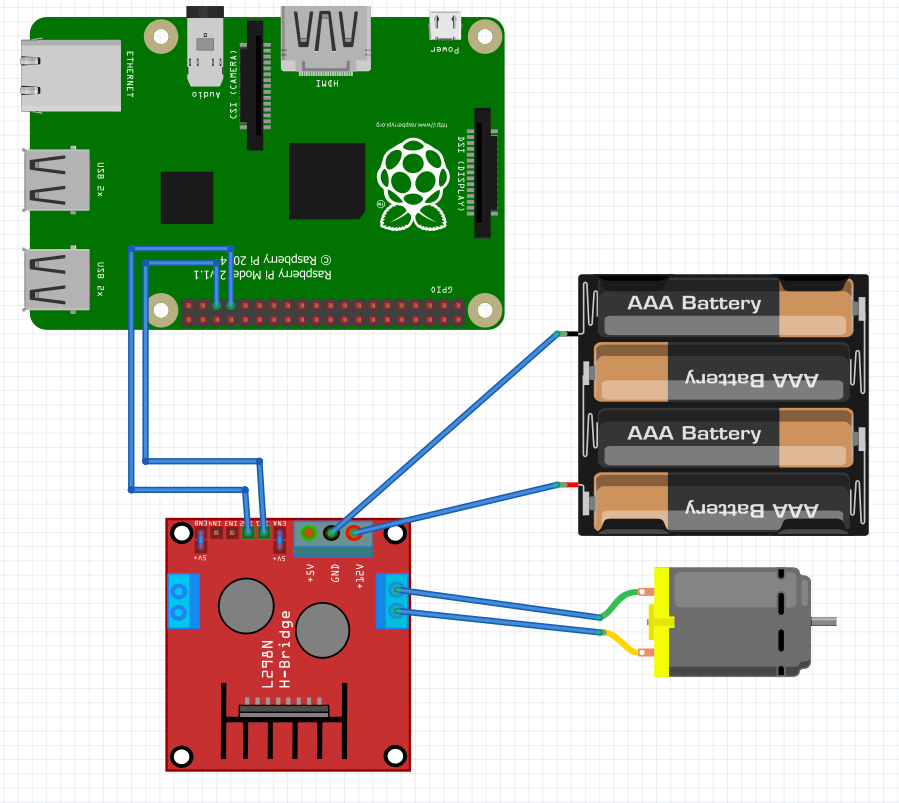 Power
HDMI
Audio
CSI (CAMERA)
ETHERNET
http://www.raspberrypi.org
DSI (DISPLAY)
®
USB 2x
USB 2x
© Raspberry Pi 2014
Raspberry Pi Model 2 v1.1
GPIO
AAA Battery
AAA Battery
AAA Battery
AAA Battery
ENB
IN4
IN3
ENA
+5V
+5V
+5V
GND
+12V
L298N
H-Bridge